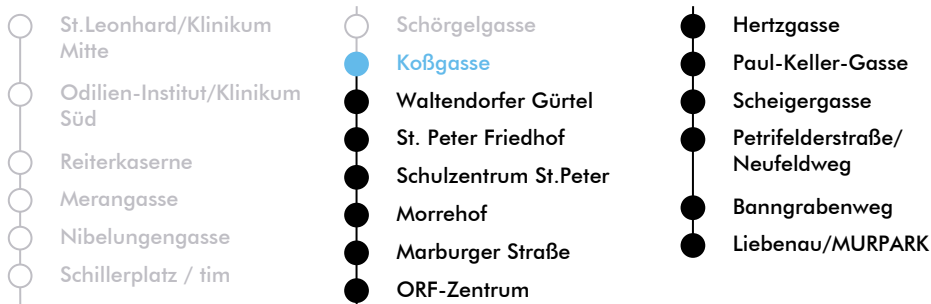 St.Leonhard/Klinikum
Mitte
Odilien-Institut/Klinikum
Süd
Reiterkaserne
Merangasse
Nibelungengasse
Schillerplatz / tim
Schörgelgasse
Koßgasse
Waltendorfer Gürtel
St. Peter Friedhof
Schulzentrum St.Peter
Morrehof
Marburger Straße
ORF-Zentrum
Hertzgasse
Paul-Keller-Gasse
Scheigergasse
Petrifelderstraße/
Neufeldweg
Banngrabenweg
Liebenau/MURPARK